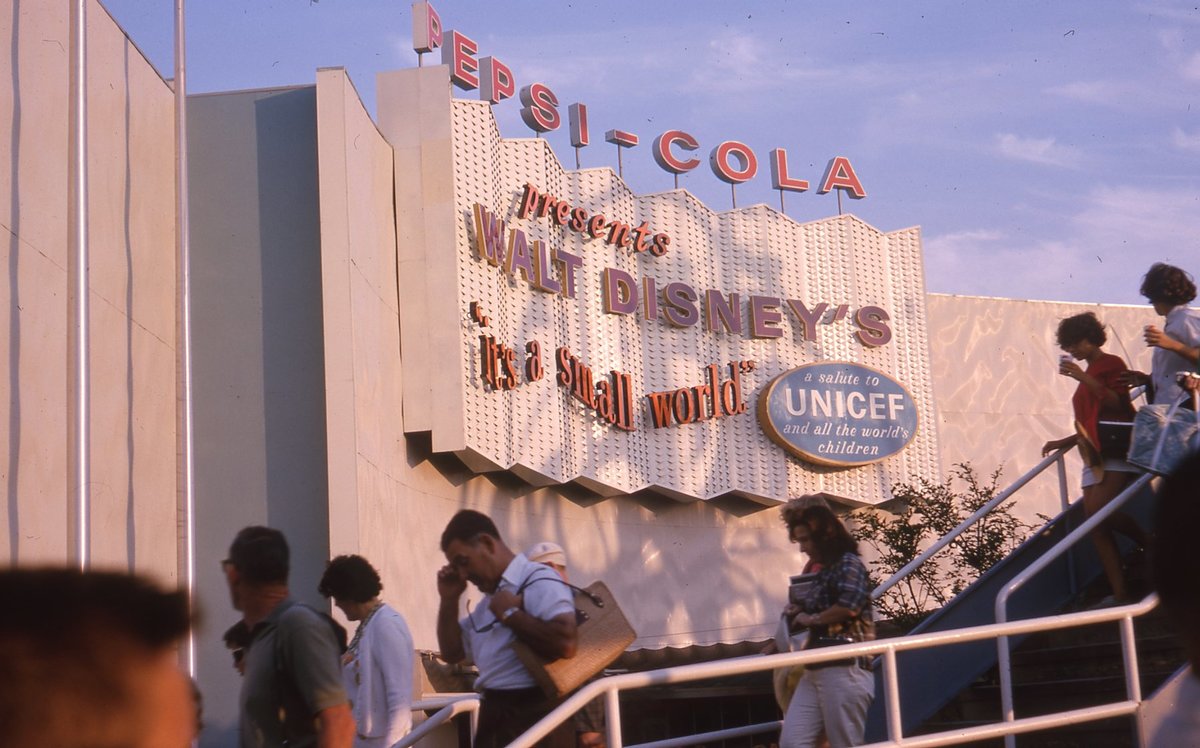 PEPSI-COLA
presents
WALT DISNEY'S
"it's a small world"
a salute to
UNICEF
and all the world's
children